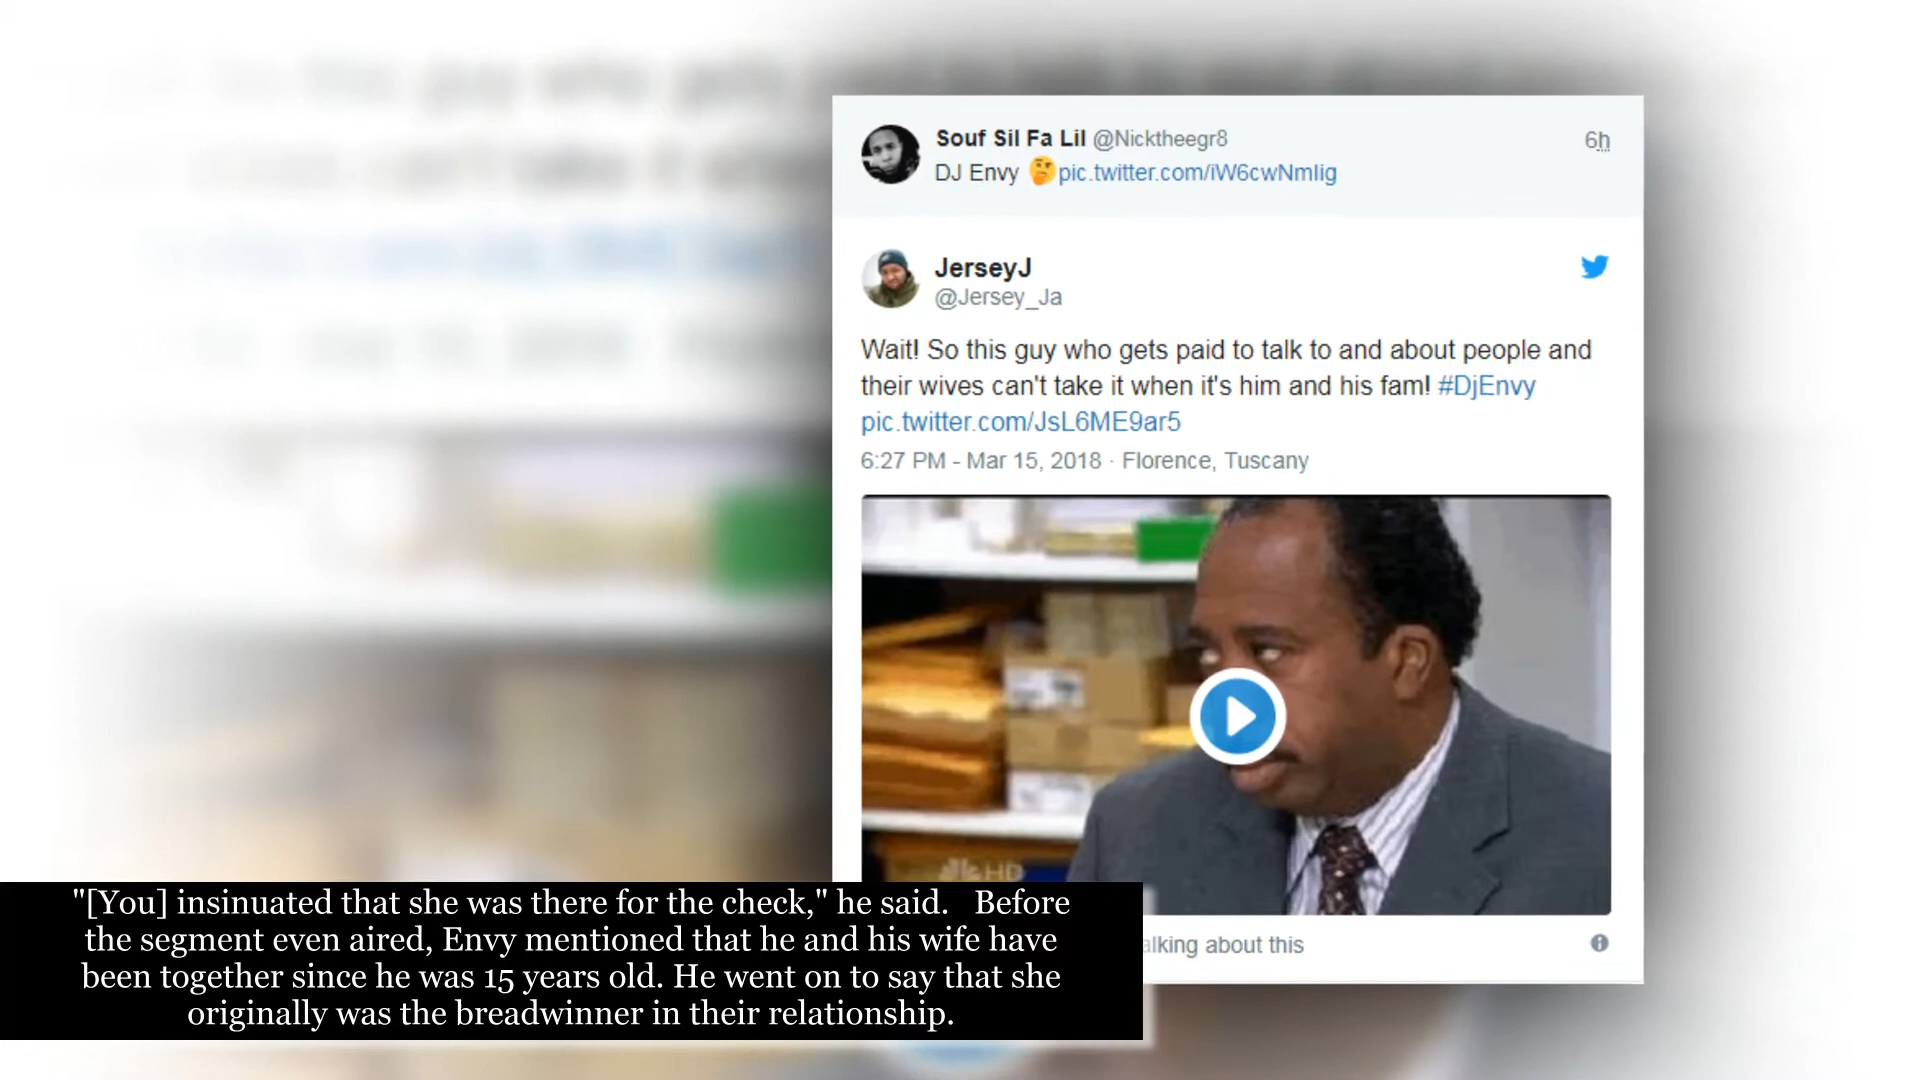 Souf Sil Fa Lil @Nicktheegr8 6h
DJ Envy 🤔pic.twitter.com/iW6cwNmIig
JerseyJ
@Jersey_Ja
Wait! So this guy who gets paid to talk to and about people and
their wives can't take it when it's him and his fam! #DjEnvy
pic.twitter.com/JsL6ME9ar5
6:27 PM - Mar 15, 2018 · Florence, Tuscany
HD
"[You] insinuated that she was there for the check," he said. Before
the segment even aired, Envy mentioned that he and his wife have
been together since he was 15 years old. He went on to say that she
originally was the breadwinner in their relationship.
alking about this